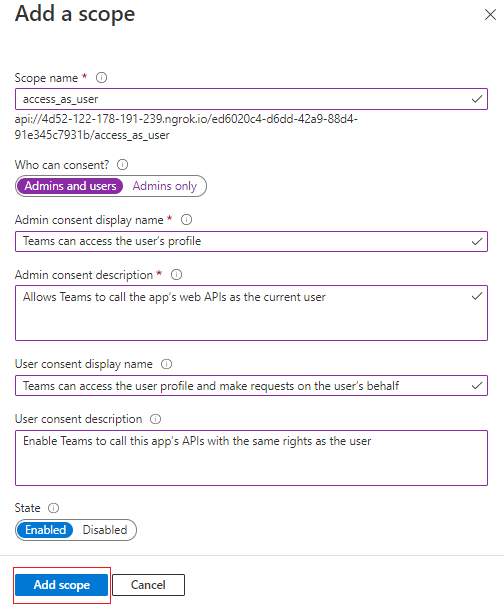 Add a scope
Scope name *
access_as_user
api://4d52-122-178-191-239.ngrok.io/ed6020c4-d6dd-42a9-88d4-
91e345c7931b/access_as_user
Who can consent?
Admins and users Admins only
Admin consent display name *
Teams can access the user's profile
Admin consent description *
Allows Teams to call the app's web APIs as the current user
User consent display name
Teams can access the user profile and make requests on the user's behalf
User consent description
Enable Teams to call this app's APIs with the same rights as the user
State
Enabled Disabled
Add scope Cancel